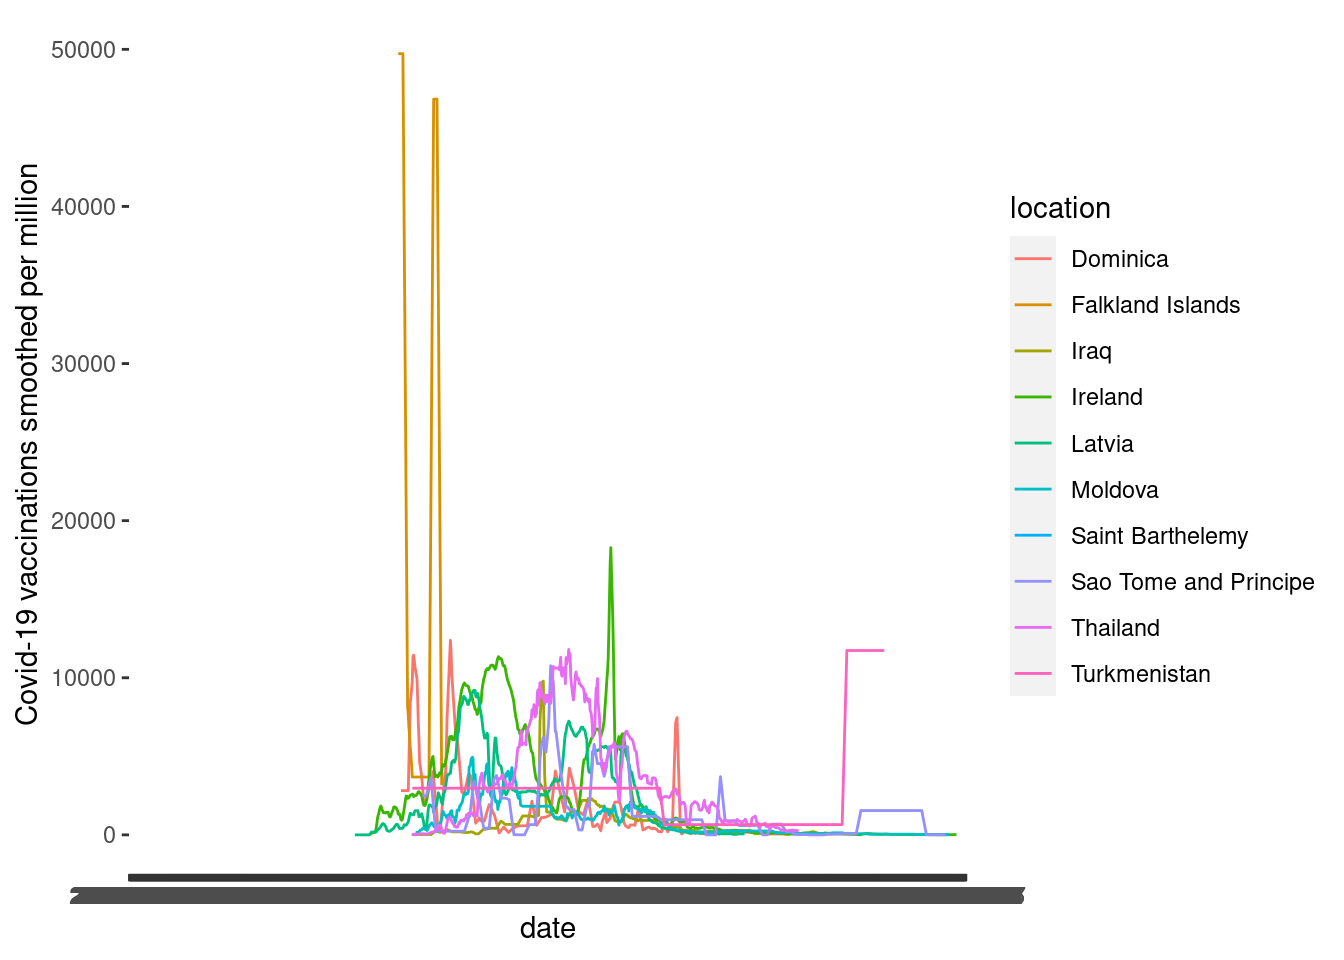 50000
40000
30000
20000
10000
0
Covid-19 vaccinations smoothed per million
date
location
Dominica
Falkland Islands
Iraq
Ireland
Latvia
Moldova
Saint Barthelemy
Sao Tome and Principe
Thailand
Turkmenistan